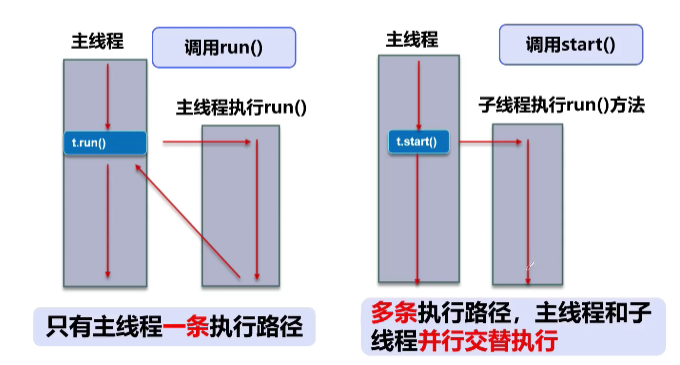 主线程
调用run()
主线程执行run()
t.run()
只有主线程一条执行路径
主线程
调用start()
子线程执行run()方法
t.start()
多条执行路径，主线程和子
线程并行交替执行